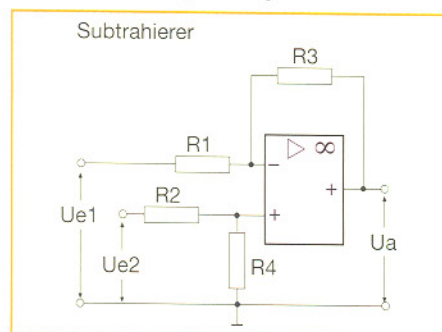 Subtrahierer
R3
R1
▷ ∞
−
+
R2
+
Ue1
Ue2
R4
Ua